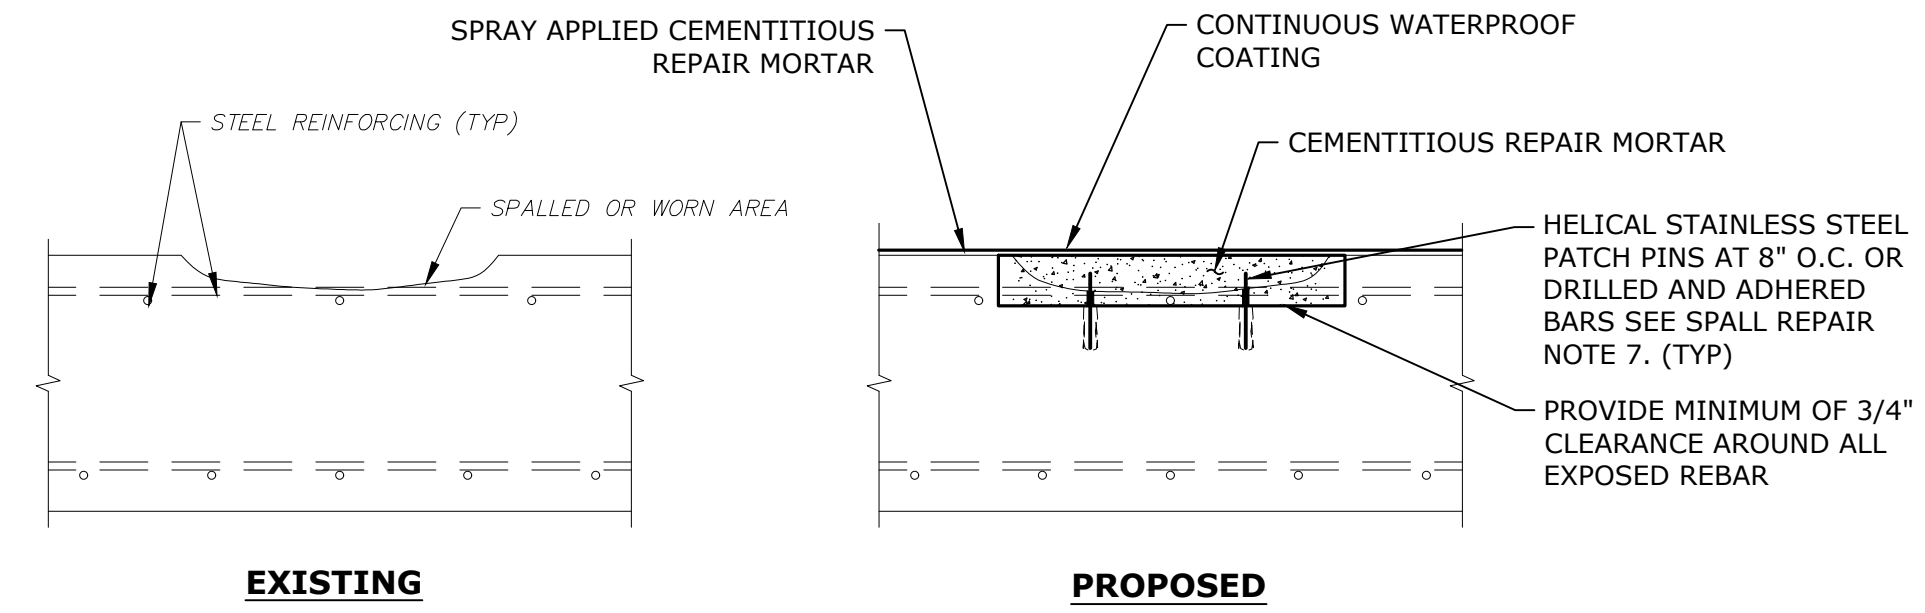 SPRAY APPLIED CEMENTITIOUS
REPAIR MORTAR
CONTINUOUS WATERPROOF
COATING
STEEL REINFORCING (TYP)
CEMENTITIOUS REPAIR MORTAR
SPALLED OR WORN AREA
HELICAL STAINLESS STEEL
PATCH PINS AT 8" O.C. OR
DRILLED AND ADHERED
BARS SEE SPALL REPAIR
NOTE 7. (TYP)
PROVIDE MINIMUM OF 3/4"
CLEARANCE AROUND ALL
EXPOSED REBAR
EXISTING
PROPOSED